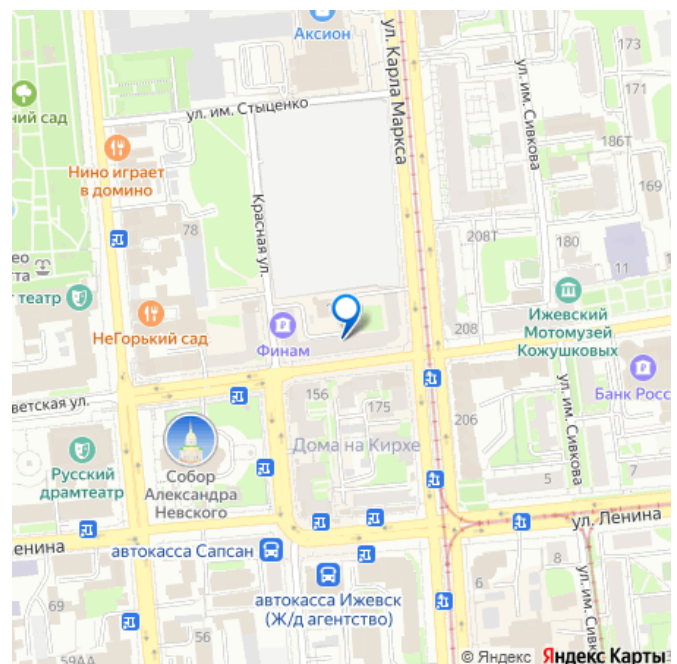 Аксион
ул. Карла Маркса
173
ул. им. Сивкова
171
ний сад
ул. им. Стыценко
Нино играет
в домино
186Т
169
Красная ул.
78
208Т
180
11
ео
та
театр
НеГорький сад
Финам
208
Ижевский
Мотомузей
Кожушковых
Банк Росс
ветская ул.
156
175
206
ул. им. Сивкова
Дома на Кирхе
Русский
драмтеатр
Собор
Александра
Невского
5
7
ул. Ленина
Ленина
автокасса Сапсан
8
6
автокасса Ижевск
(Ж/д агентство)
ул. им. Сивк
69
56
59АА
© Яндекс Яндекс Карты